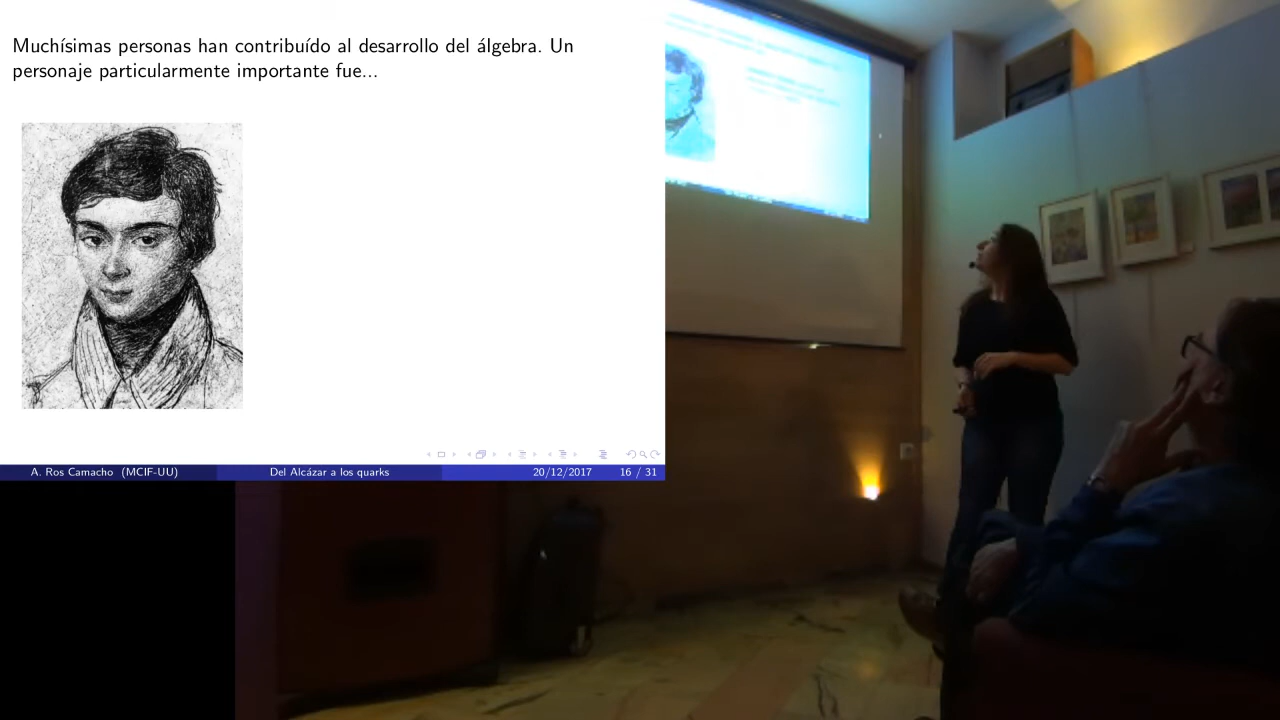 Muchísimas personas han contribuído al desarrollo del álgebra. Un
personaje particularmente importante fue...
A. Ros Camacho (MCIF-UU)
Del Alcázar a los quarks
20/12/2017
16 / 31